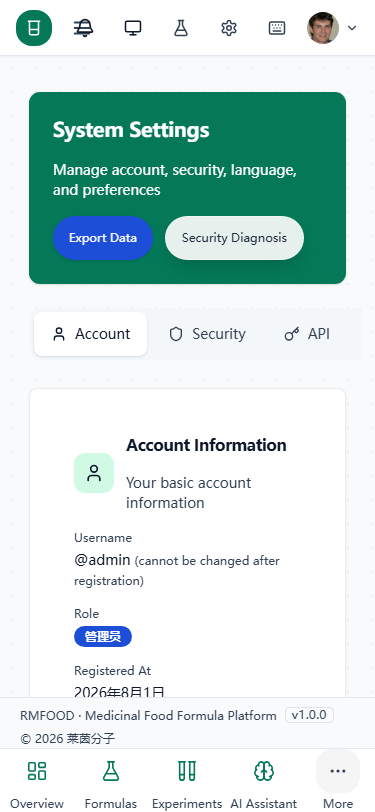 System Settings
Manage account, security, language,
and preferences
Export Data
Security Diagnosis
Account
Security
API
Account Information
Your basic account
information
Username
@admin (cannot be changed after
registration)
Role
管理员
Registered At
2026年8月1日
RMFOOD · Medicinal Food Formula Platform
v1.0.0
© 2026 莱茵分子
Overview
Formulas
Experiments
AI Assistant
More